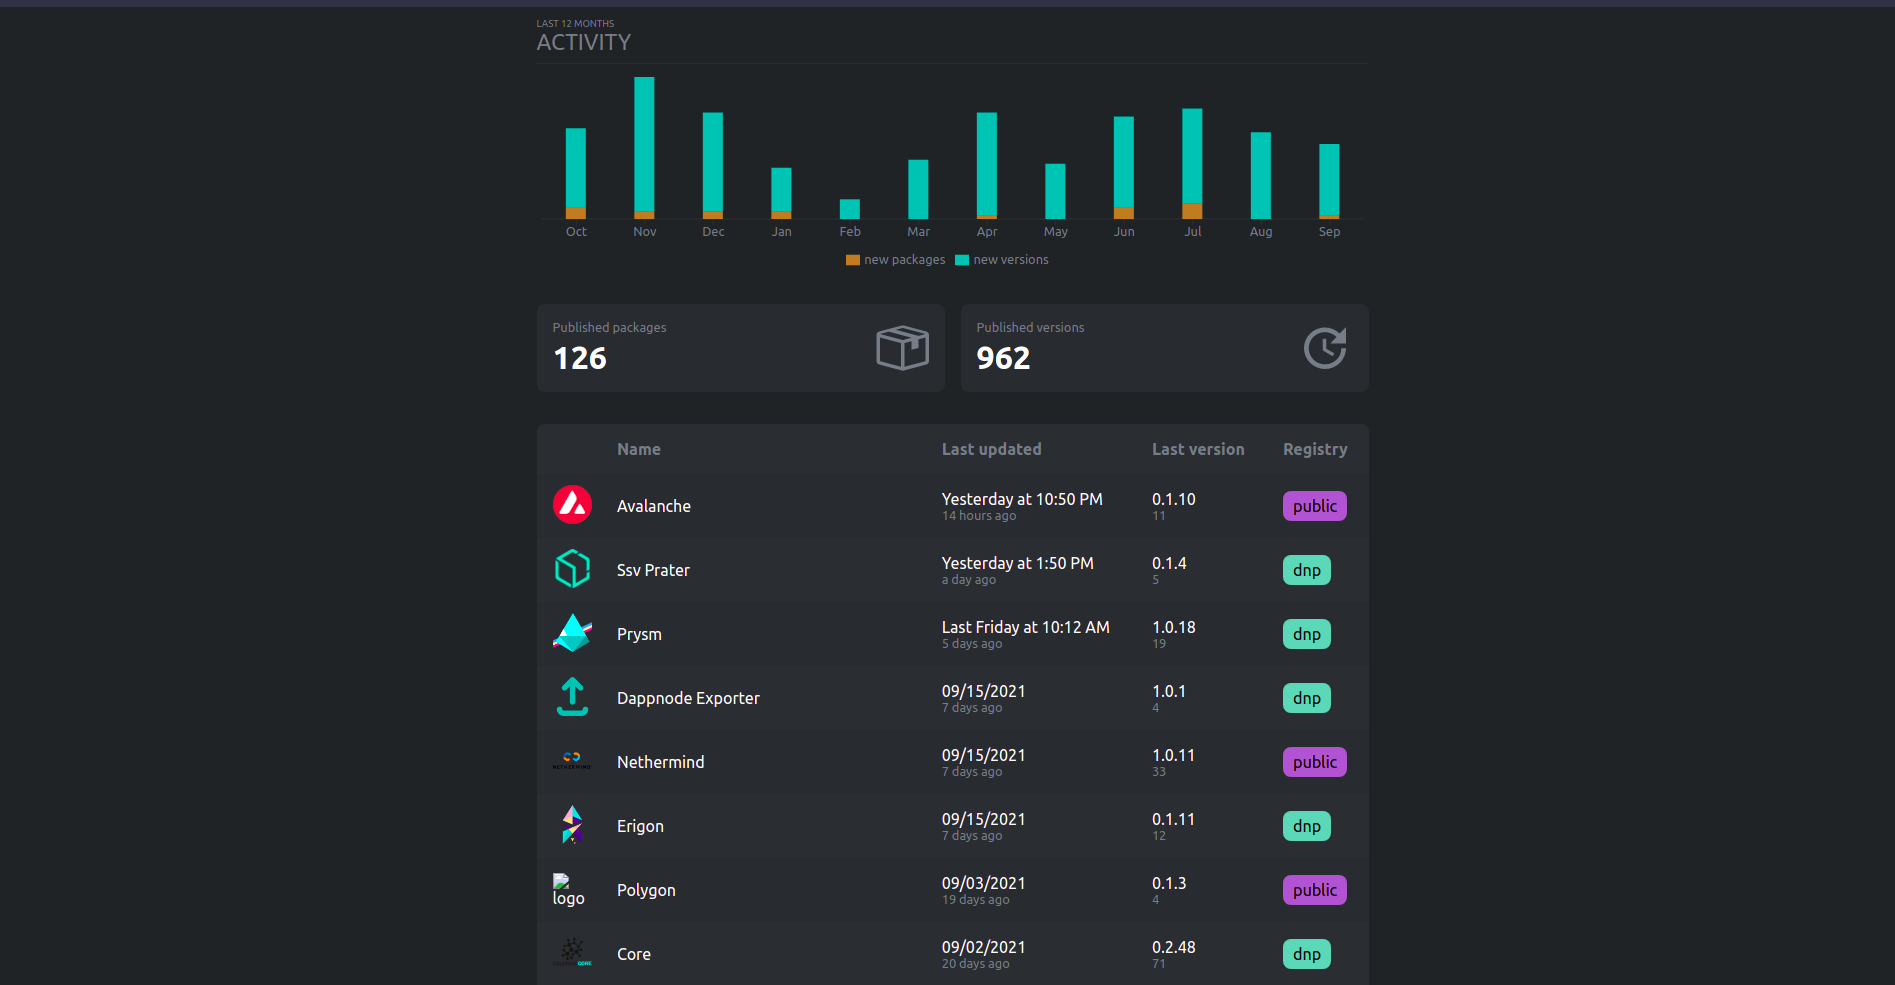 LAST 12 MONTHS
ACTIVITY
Oct Nov Dec Jan Feb Mar Apr May Jun Jul Aug Sep
new packages new versions
Published packages
126
Published versions
962
Name Last updated Last version Registry
Avalanche Yesterday at 10:50 PM 0.1.10 public
14 hours ago 11
Ssv Prater Yesterday at 1:50 PM 0.1.4 dnp
a day ago 5
Prysm Last Friday at 10:12 AM 1.0.18 dnp
5 days ago 19
Dappnode Exporter 09/15/2021 1.0.1 dnp
7 days ago 4
NETHERMIND Nethermind 09/15/2021 1.0.11 public
7 days ago 33
Erigon 09/15/2021 0.1.11 dnp
7 days ago 12
logo Polygon 09/03/2021 0.1.3 public
19 days ago 4
CORE Core 09/02/2021 0.2.48 dnp
20 days ago 71